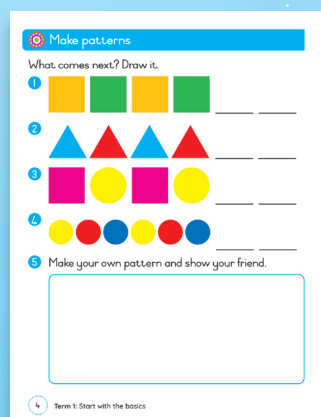 Make patterns
What comes next? Draw it.
1
2
3
4
5 Make your own pattern and show your friend.
4 Term 1: Start with the basics